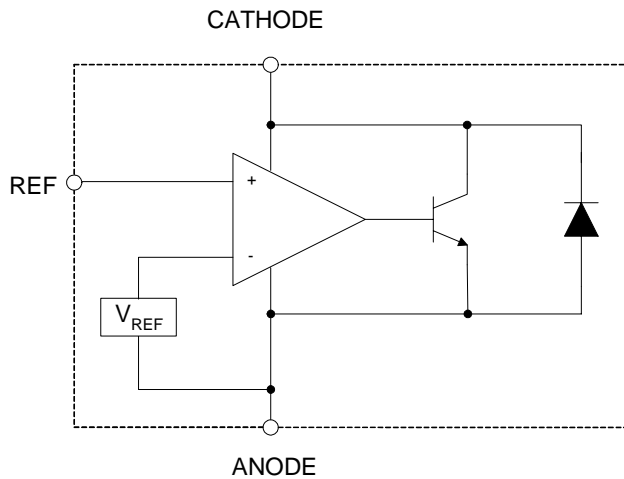 CATHODE
REF
+
-
VREF
ANODE